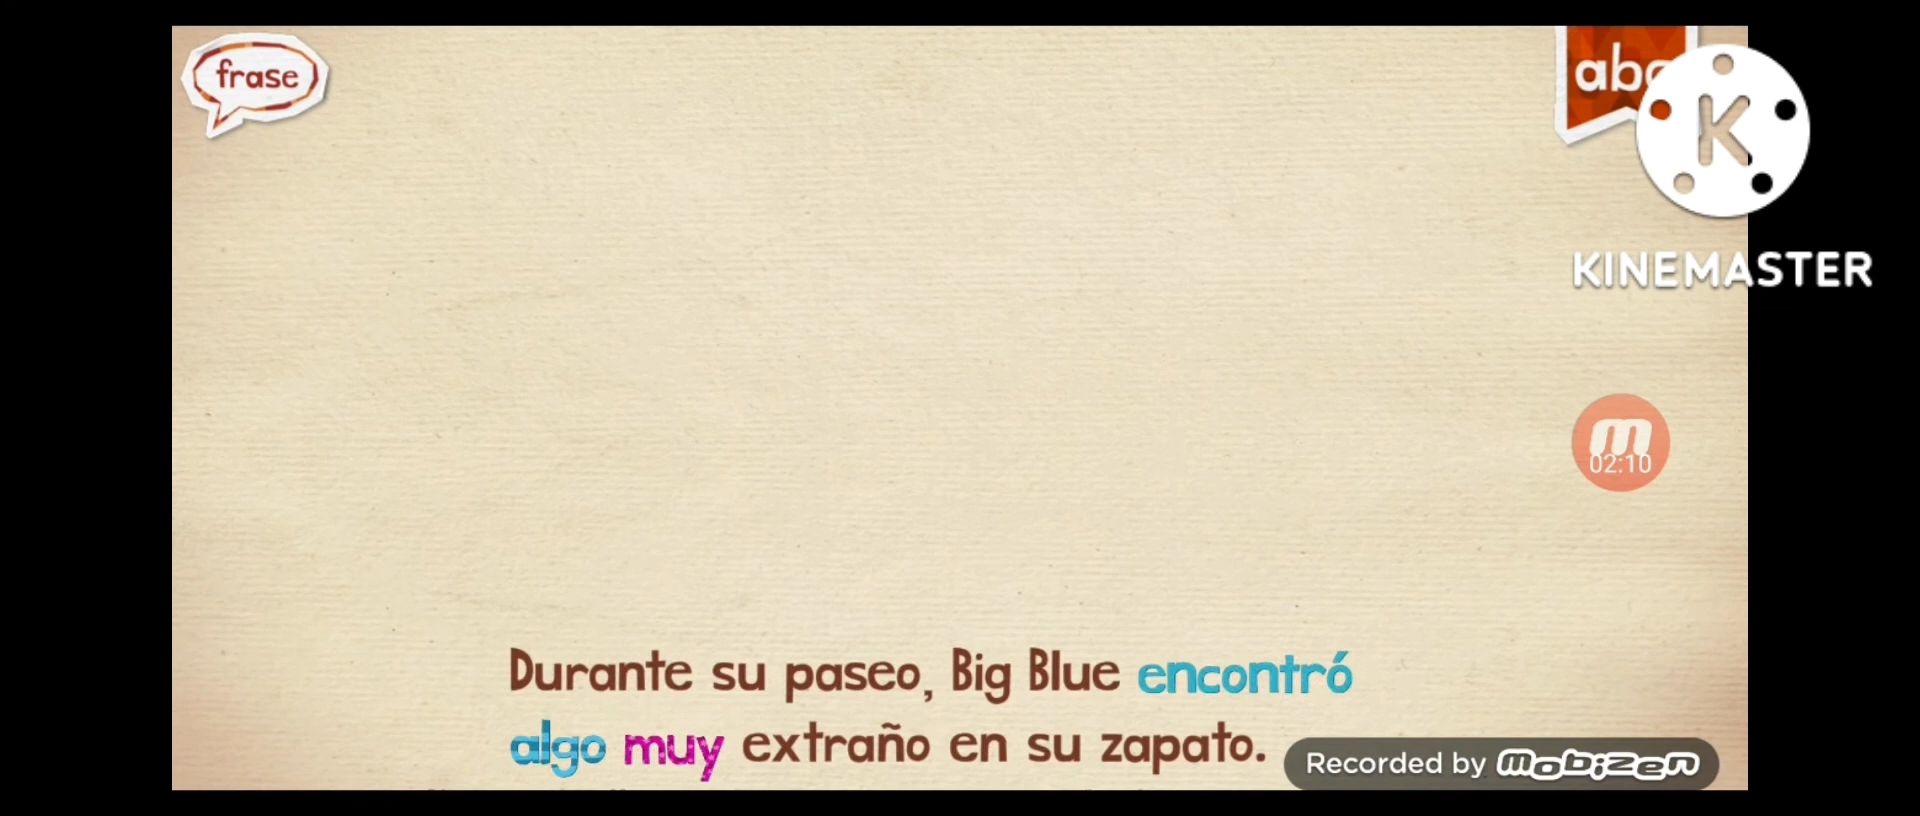 frase
abc
K
KINEMASTER
m
02:10
Durante su paseo, Big Blue encontró
algo muy extraño en su zapato.
Recorded by mobizen